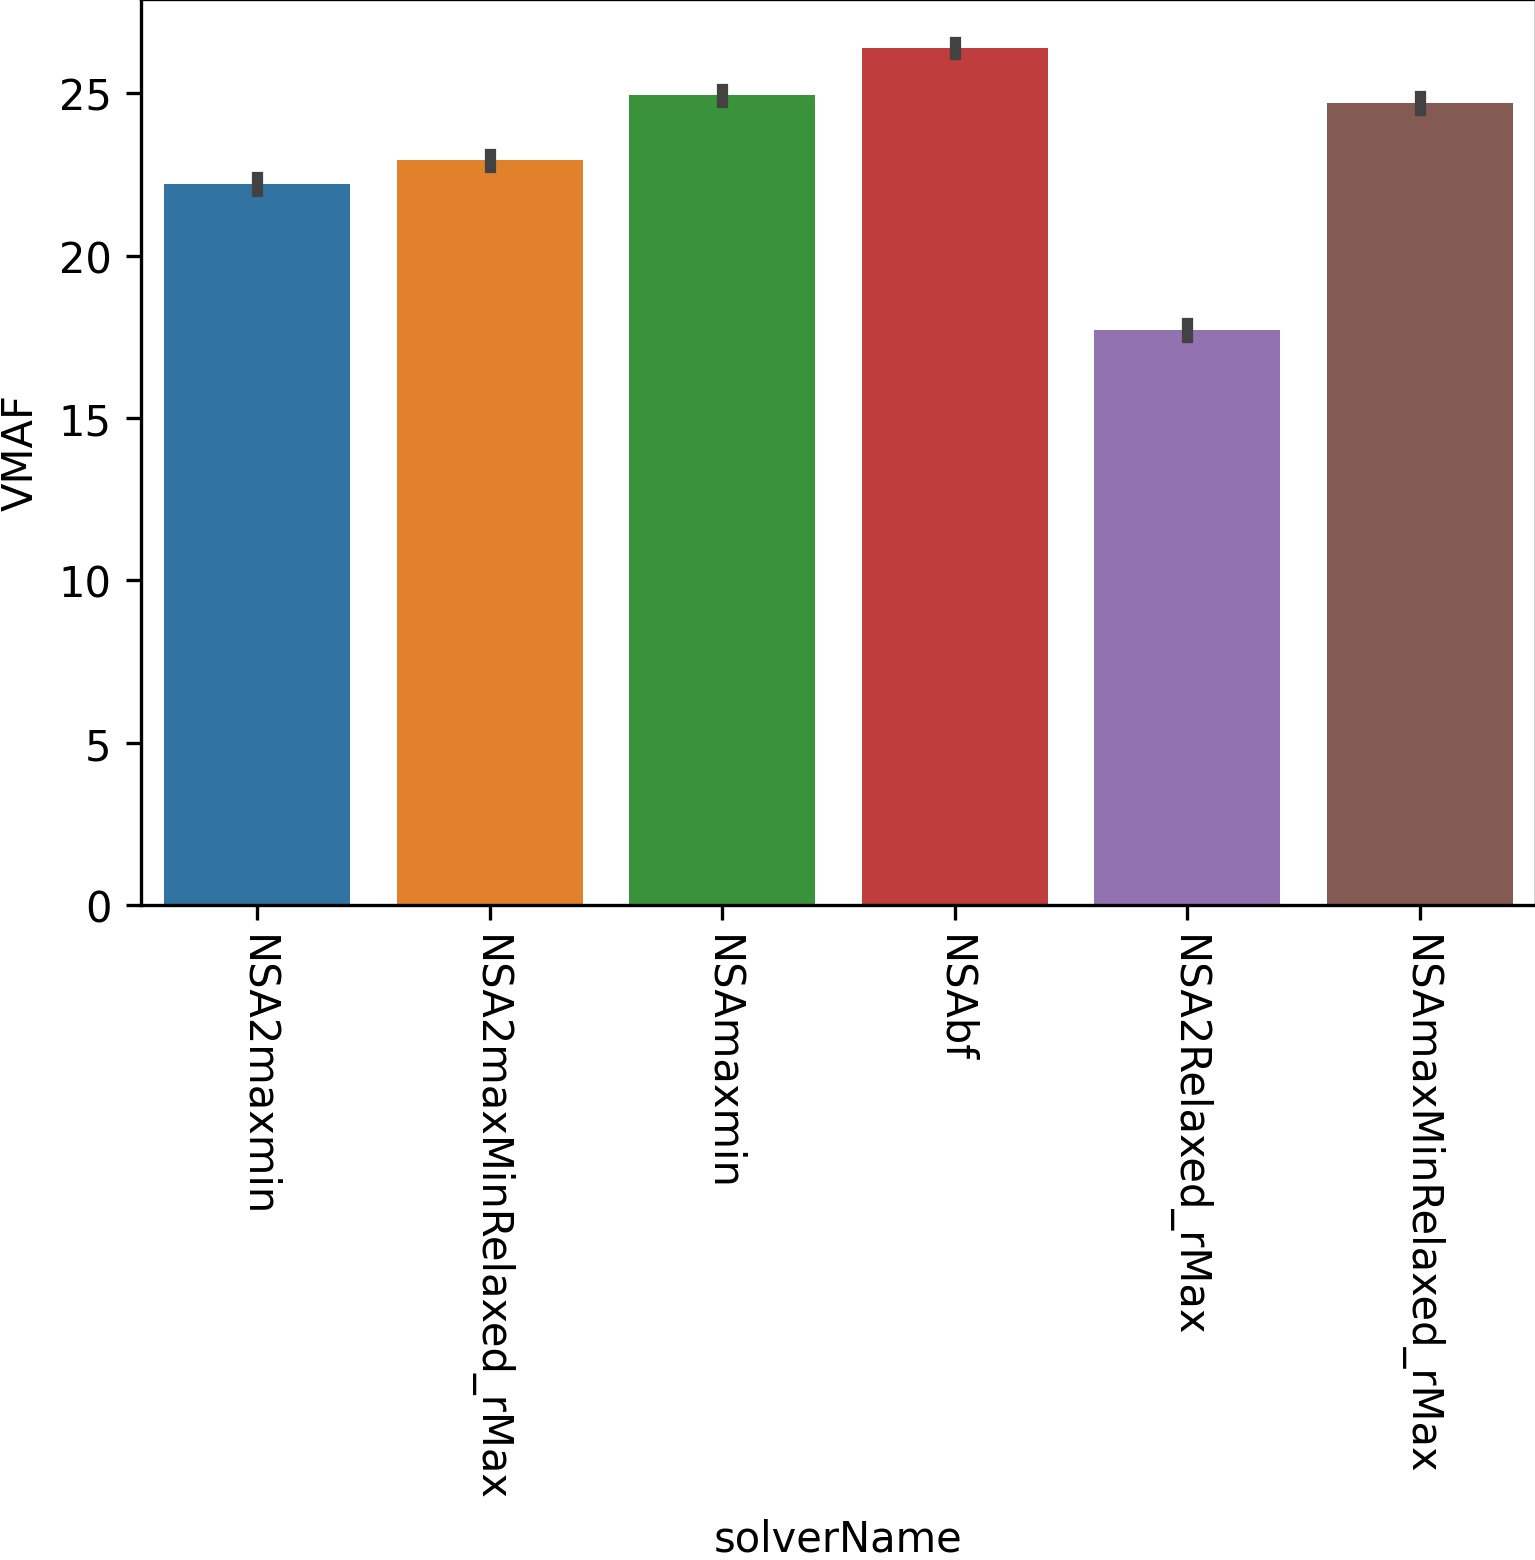 VMAF
25
20
15
10
5
0
NSA2maxmin
NSA2maxMinRelaxed_rMax
NSAmaxmin
NSAbf
NSA2Relaxed_rMax
NSAmaxMinRelaxed_rMax
solverName